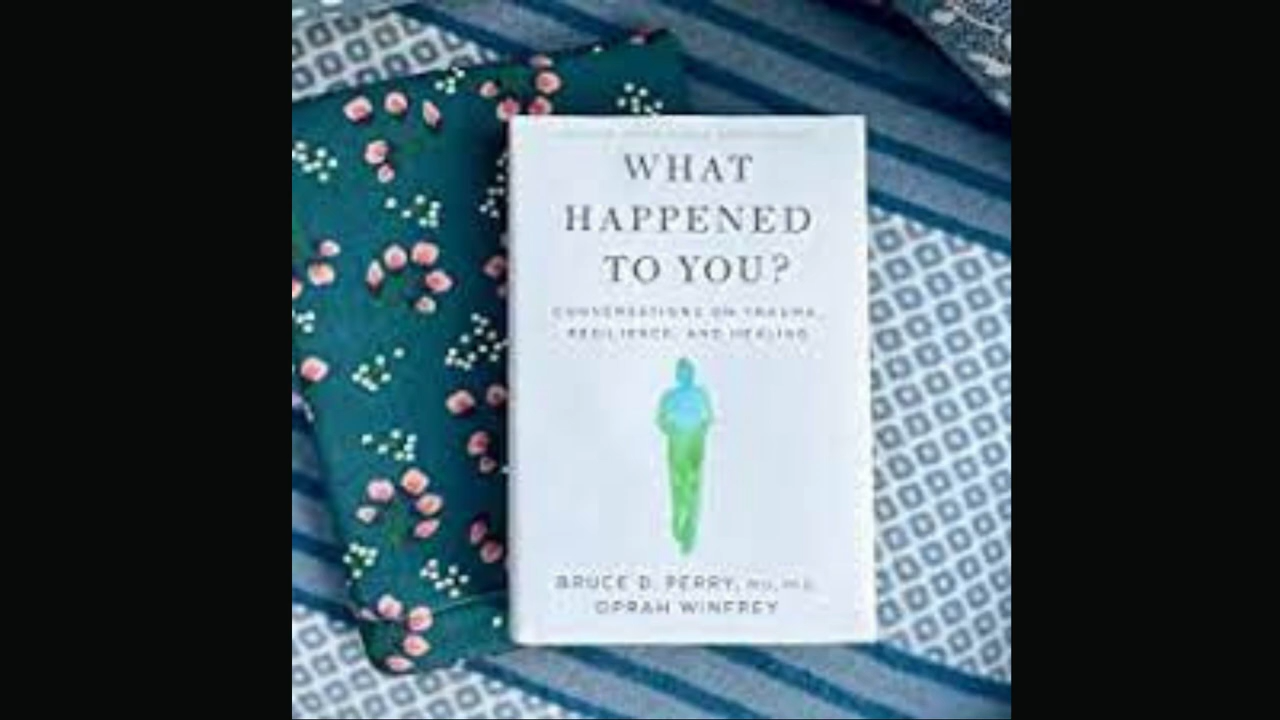 WHAT
HAPPENED
TO YOU?
CONVERSATIONS ON TRAUMA,
RESILIENCE, AND HEALING
BRUCE D. PERRY, MD, PhD
OPRAH WINFREY